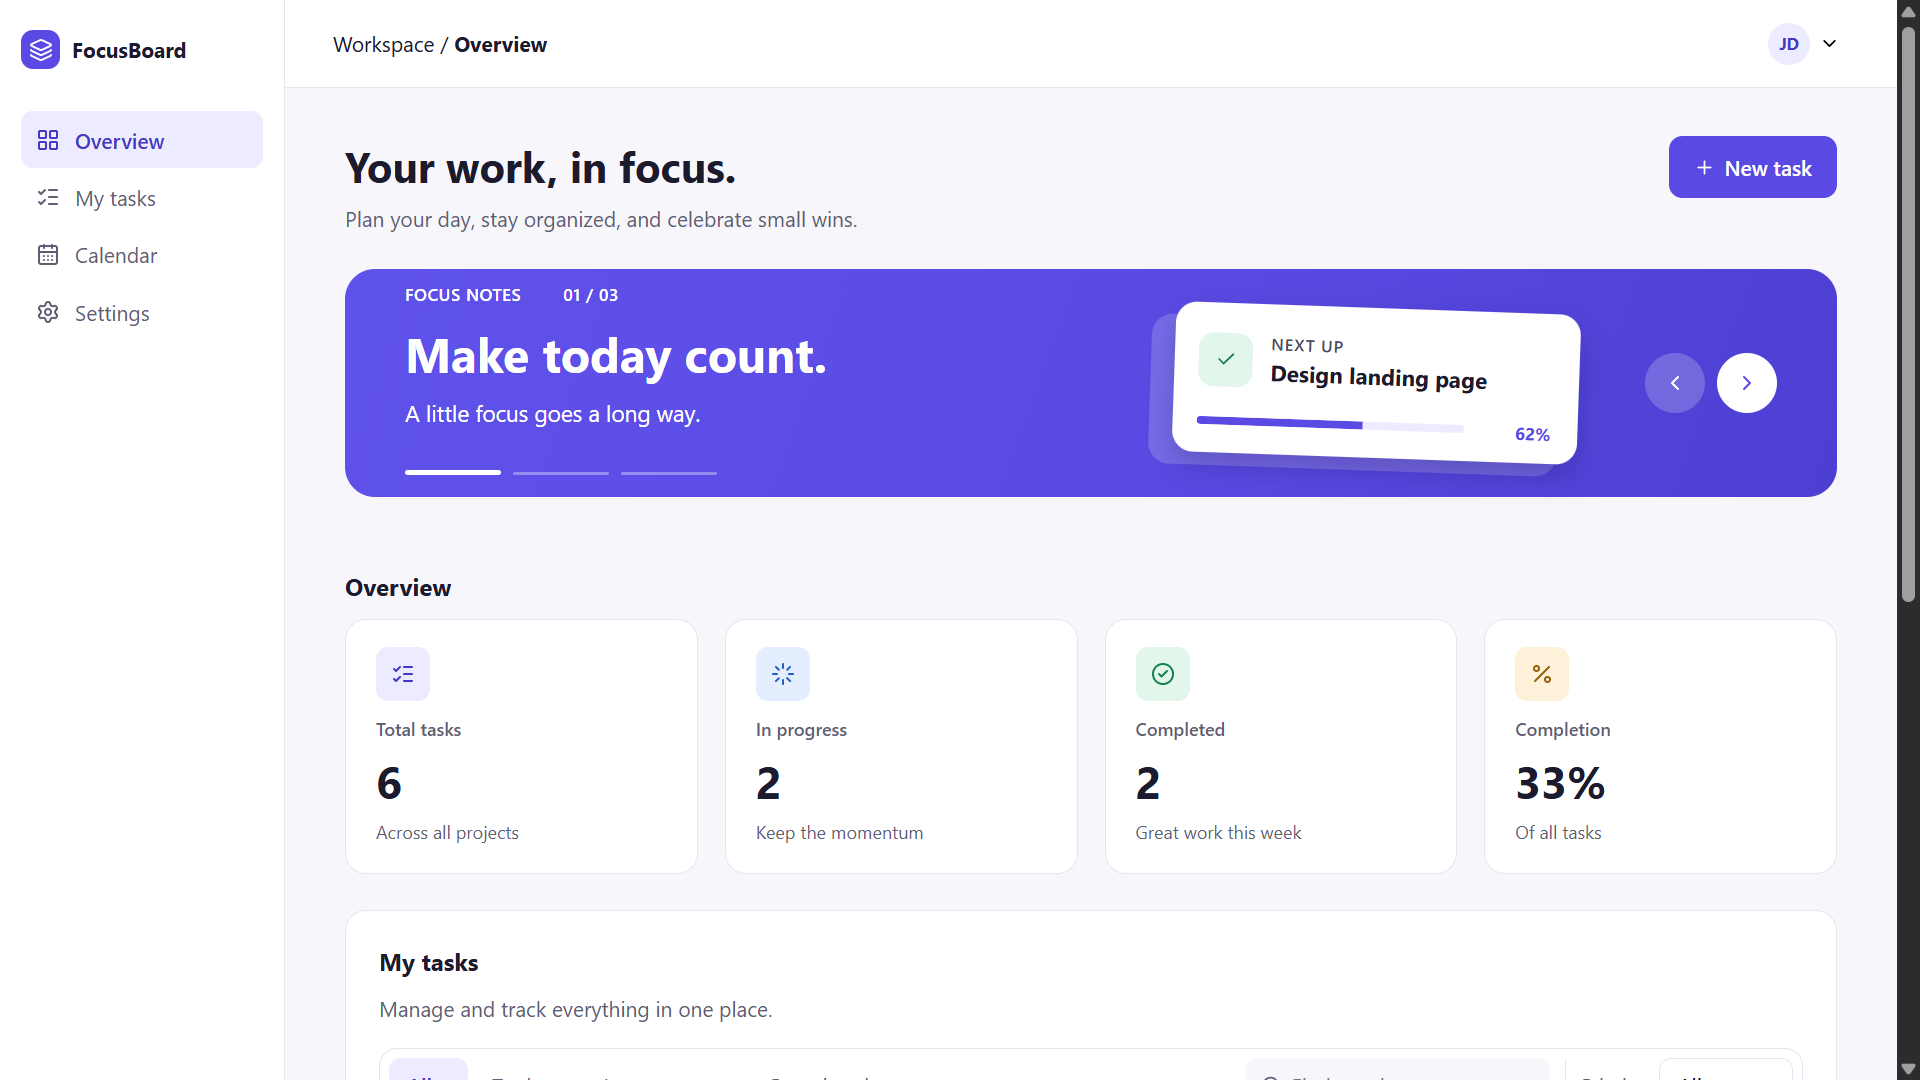 FocusBoard
Overview
My tasks
Calendar
Settings
Workspace / Overview
JD
Your work, in focus.
Plan your day, stay organized, and celebrate small wins.
+ New task
FOCUS NOTES 01 / 03
Make today count.
A little focus goes a long way.
NEXT UP
Design landing page
62%
Overview
Total tasks
6
Across all projects
In progress
2
Keep the momentum
Completed
2
Great work this week
Completion
33%
Of all tasks
My tasks
Manage and track everything in one place.